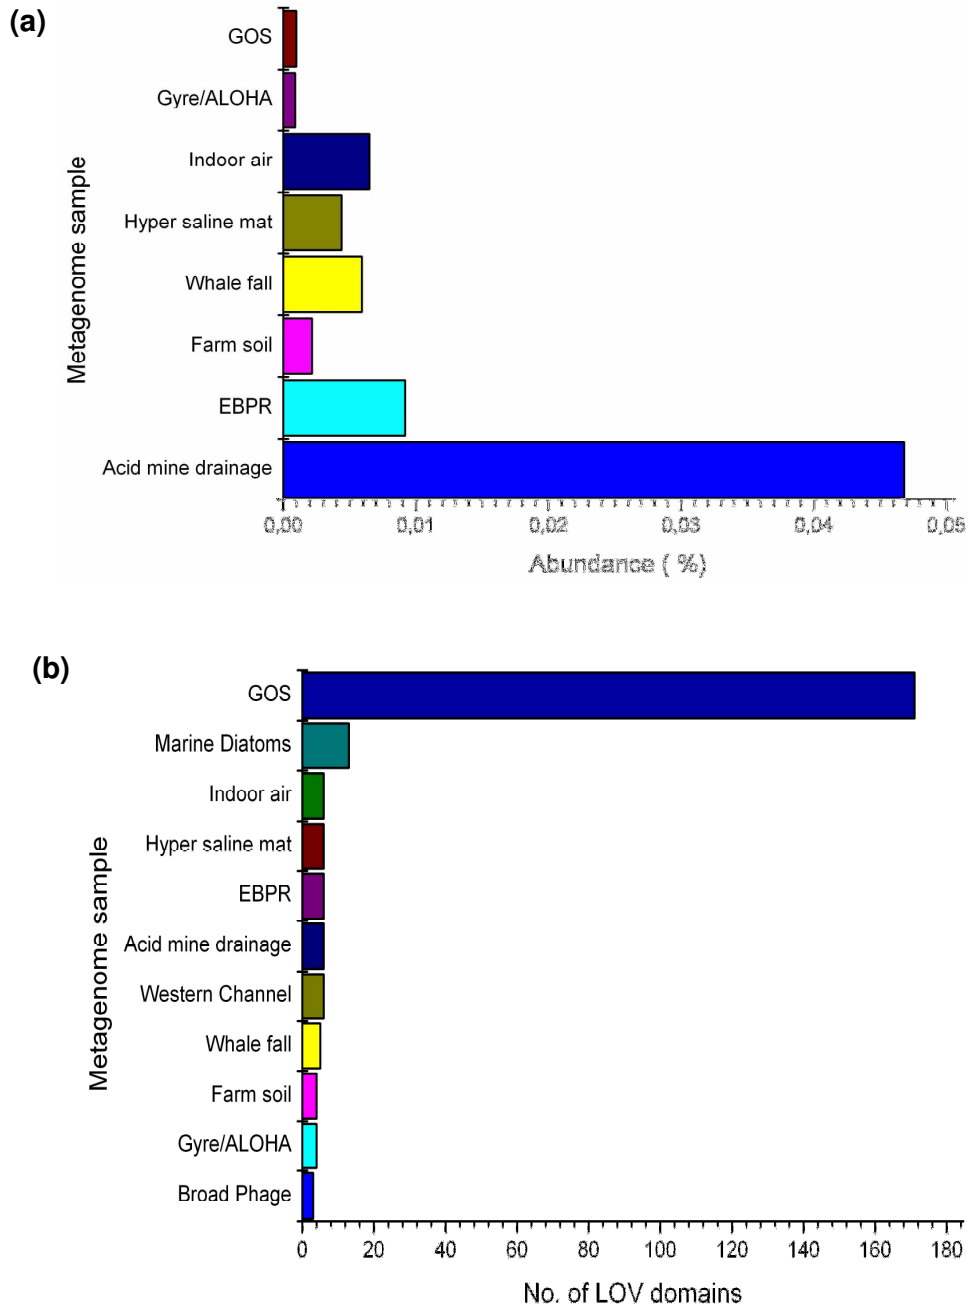 (a)
GOS
Gyre/ALOHA
Indoor air
Hyper saline mat
Whale fall
Farm soil
EBPR
Acid mine drainage
Metagenome sample
0,00 0,01 0,02 0,03 0,04 0,05
Abundance ( %)
(b)
GOS
Marine Diatoms
Indoor air
Hyper saline mat
EBPR
Acid mine drainage
Western Channel
Whale fall
Farm soil
Gyre/ALOHA
Broad Phage
Metagenome sample
0 20 40 60 80 100 120 140 160 180
No. of LOV domains